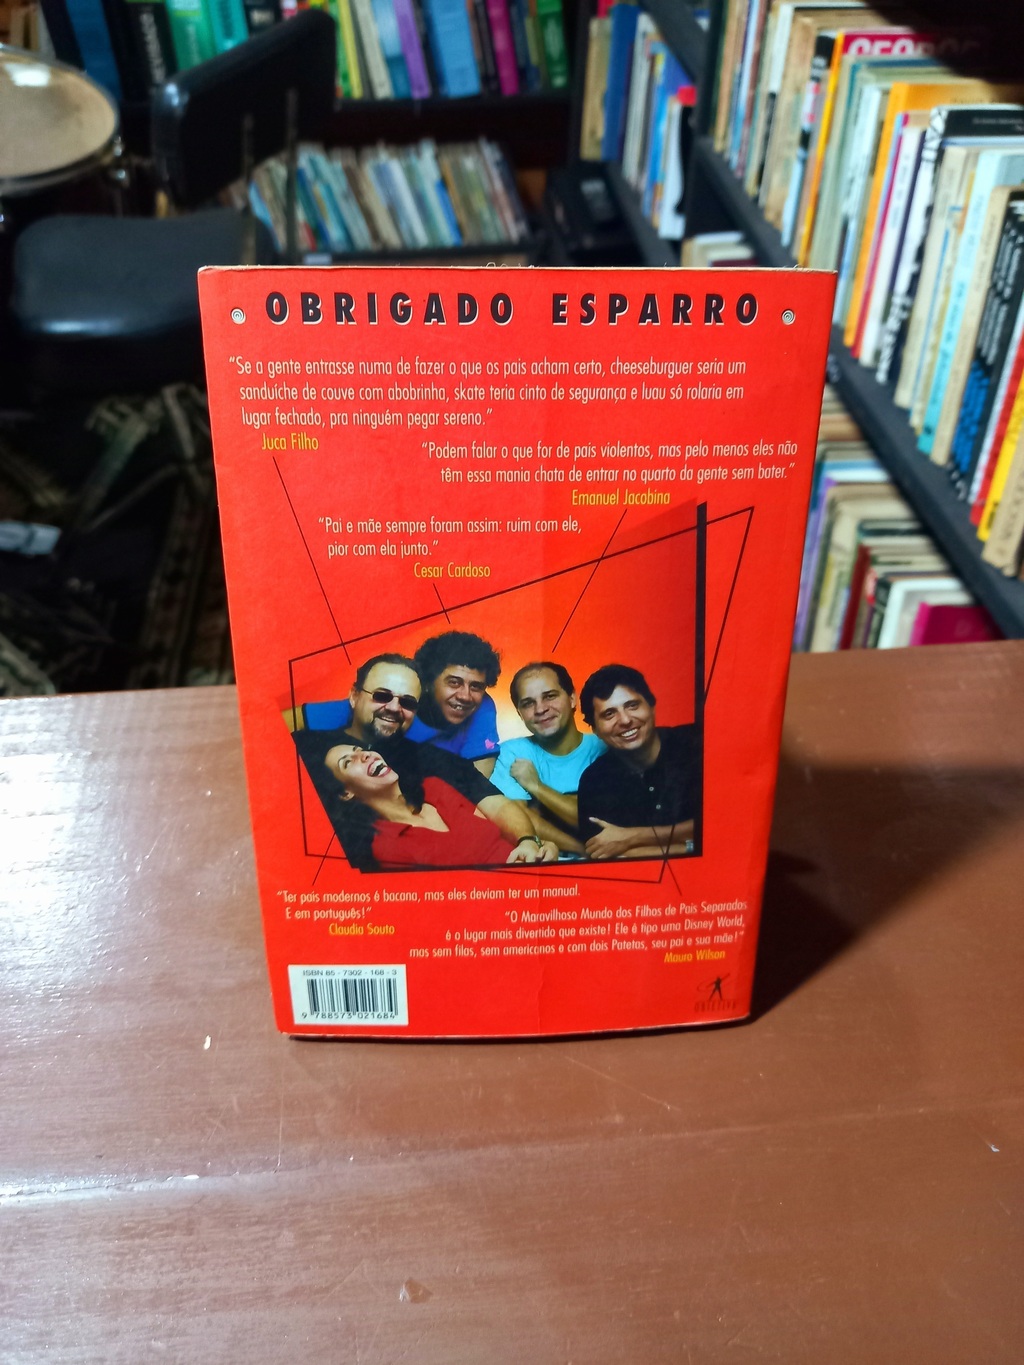 OBRIGADO ESPARRO
“Se a gente entrasse numa de fazer o que os pais acham certo, cheeseburguer seria um
sanduíche de couve com abobrinha, skate teria cinto de segurança e luau só rolaria em
lugar fechado, pra ninguém pegar sereno.”
Juca Filho
“Podem falar o que for de pais violentos, mas pelo menos eles não
têm essa mania chata de entrar no quarto da gente sem bater.”
Emanuel Jacobina
“Pai e mãe sempre foram assim: ruim com ele,
pior com ela junto.”
Cesar Cardoso
“Ter pais modernos é bacana, mas eles deviam ter um manual.
E em português!”
Claudia Souto
“O Maravilhoso Mundo dos Filhos de Pais Separados
é o lugar mais divertido que existe! Ele é tipo uma Disney World,
mas sem filas, sem americanos e com dois Patetas, seu pai e sua mãe!”
Mauro Wilson
ISBN 85-7302-168-3
9 788573 021684
OBJETIVA